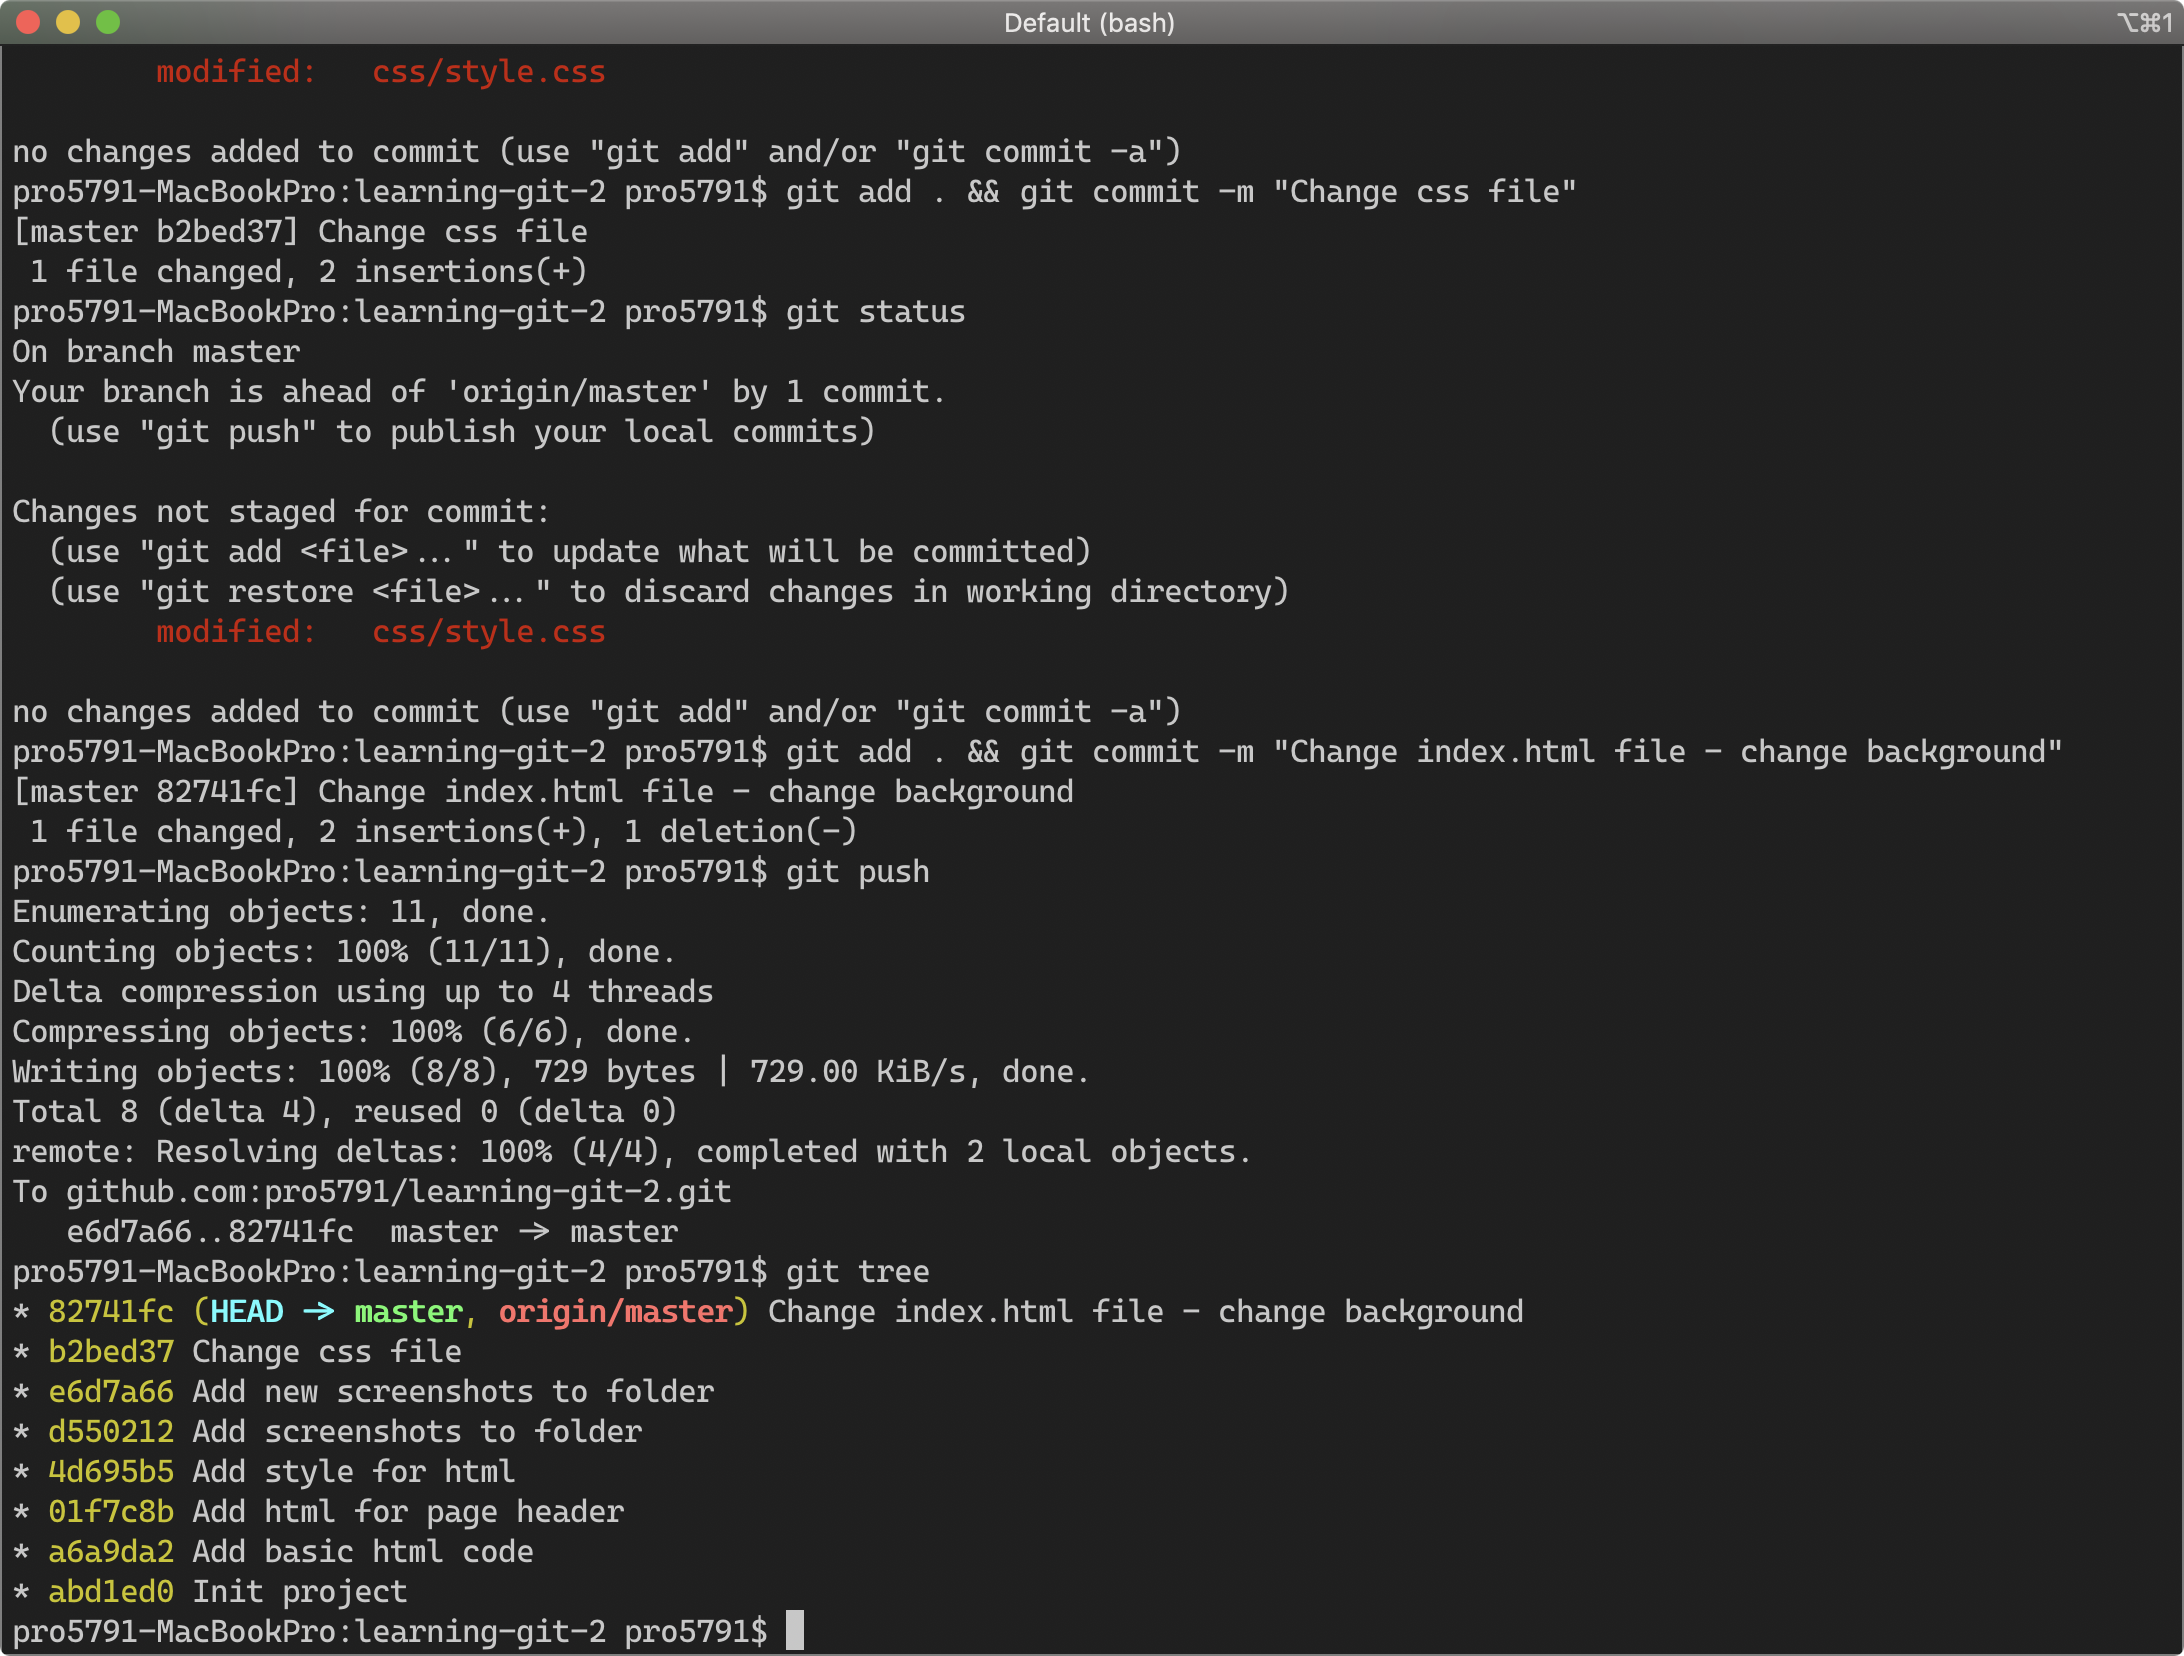 Default (bash)
⌥⌘1
modified:   css/style.css
no changes added to commit (use "git add" and/or "git commit -a")
pro5791-MacBookPro:learning-git-2 pro5791$ git add . && git commit -m "Change css file"
[master b2bed37] Change css file
 1 file changed, 2 insertions(+)
pro5791-MacBookPro:learning-git-2 pro5791$ git status
On branch master
Your branch is ahead of 'origin/master' by 1 commit.
  (use "git push" to publish your local commits)
Changes not staged for commit:
  (use "git add <file>..." to update what will be committed)
  (use "git restore <file>..." to discard changes in working directory)
        modified:   css/style.css
no changes added to commit (use "git add" and/or "git commit -a")
pro5791-MacBookPro:learning-git-2 pro5791$ git add . && git commit -m "Change index.html file - change background"
[master 82741fc] Change index.html file - change background
 1 file changed, 2 insertions(+), 1 deletion(-)
pro5791-MacBookPro:learning-git-2 pro5791$ git push
Enumerating objects: 11, done.
Counting objects: 100% (11/11), done.
Delta compression using up to 4 threads
Compressing objects: 100% (6/6), done.
Writing objects: 100% (8/8), 729 bytes | 729.00 KiB/s, done.
Total 8 (delta 4), reused 0 (delta 0)
remote: Resolving deltas: 100% (4/4), completed with 2 local objects.
To github.com:pro5791/learning-git-2.git
   e6d7a66..82741fc  master -> master
pro5791-MacBookPro:learning-git-2 pro5791$ git tree
* 82741fc (HEAD -> master, origin/master) Change index.html file - change background
* b2bed37 Change css file
* e6d7a66 Add new screenshots to folder
* d550212 Add screenshots to folder
* 4d695b5 Add style for html
* 01f7c8b Add html for page header
* a6a9da2 Add basic html code
* abd1ed0 Init project
pro5791-MacBookPro:learning-git-2 pro5791$